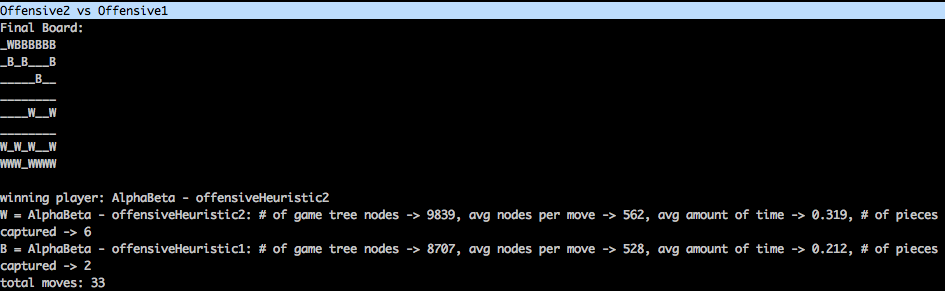 Offensive2 vs Offensive1
Final Board:
_WBBBBBB
_B_B___B
_____B__
________
____W__W
________
W_W_W__W
WWW_WWWW
winning player: AlphaBeta - offensiveHeuristic2
W = AlphaBeta - offensiveHeuristic2: # of game tree nodes -> 9839, avg nodes per move -> 562, avg amount of time -> 0.319, # of pieces
captured -> 6
B = AlphaBeta - offensiveHeuristic1: # of game tree nodes -> 8707, avg nodes per move -> 528, avg amount of time -> 0.212, # of pieces
captured -> 2
total moves: 33